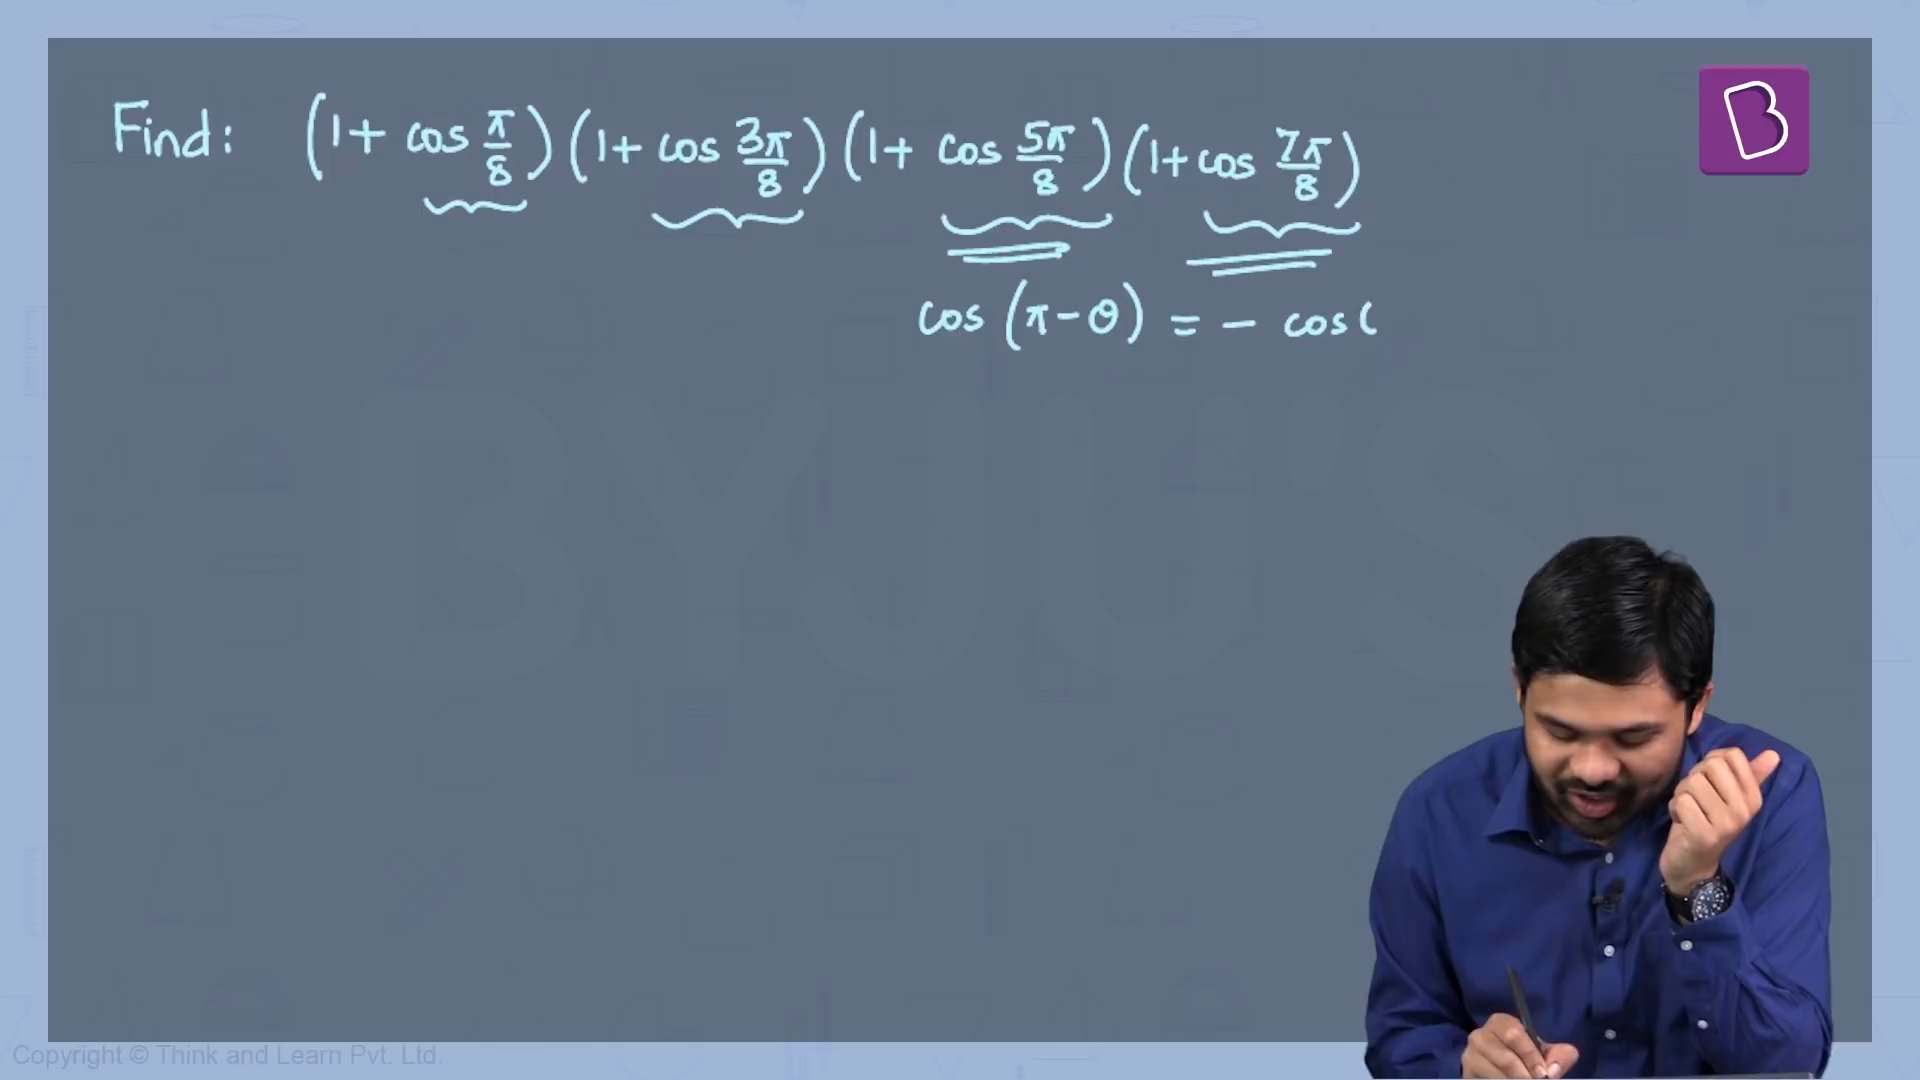 Find: (1 + cos π/8) (1 + cos 3π/8) (1 + cos 5π/8) (1 + cos 7π/8)
cos (π - θ) = - cos (
BYJU'S
Copyright © Think and Learn Pvt. Ltd.